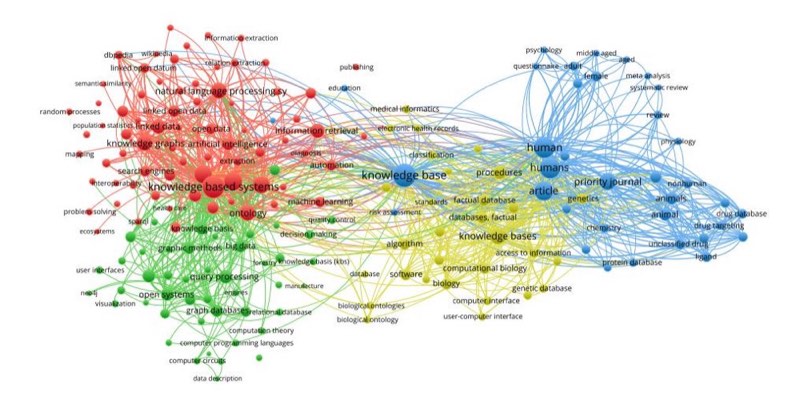 information extraction
dbpedia
wikipedia
linked open datum
relation extraction
semantic similarity
natural language processing sy
random processes
linked open data
population statistics
linked data
open data
information retrieval
knowledge graphs
artificial intelligence
mapping
extraction
diagnosis
search engines
automation
interoperability
knowledge based systems
machine learning
problem solving
health care
ontology
quality control
ecosystems
sparql
knowledge basis
decision making
graphic methods
big data
user interfaces
forestry
knowledge basis (kbs)
query processing
manufacture
neo4j
open systems
engines
visualization
graph database
relational database
computation theory
computer programming languages
computer circuits
data description
publishing
education
medical informatics
electronic health records
classification
knowledge base
procedures
standards
factual database
risk assessment
databases, factual
algorithm
knowledge bases
access to information
database
software
computational biology
biology
genetic database
biological ontologies
computer interface
biological ontology
user-computer interface
psychology
middle aged
aged
questionnaire
adult
female
meta analysis
systematic review
review
physiology
human
humans
priority journal
nonhuman
article
genetics
animals
animal
drug database
chemistry
drug targeting
unclassified drug
ligand
protein database